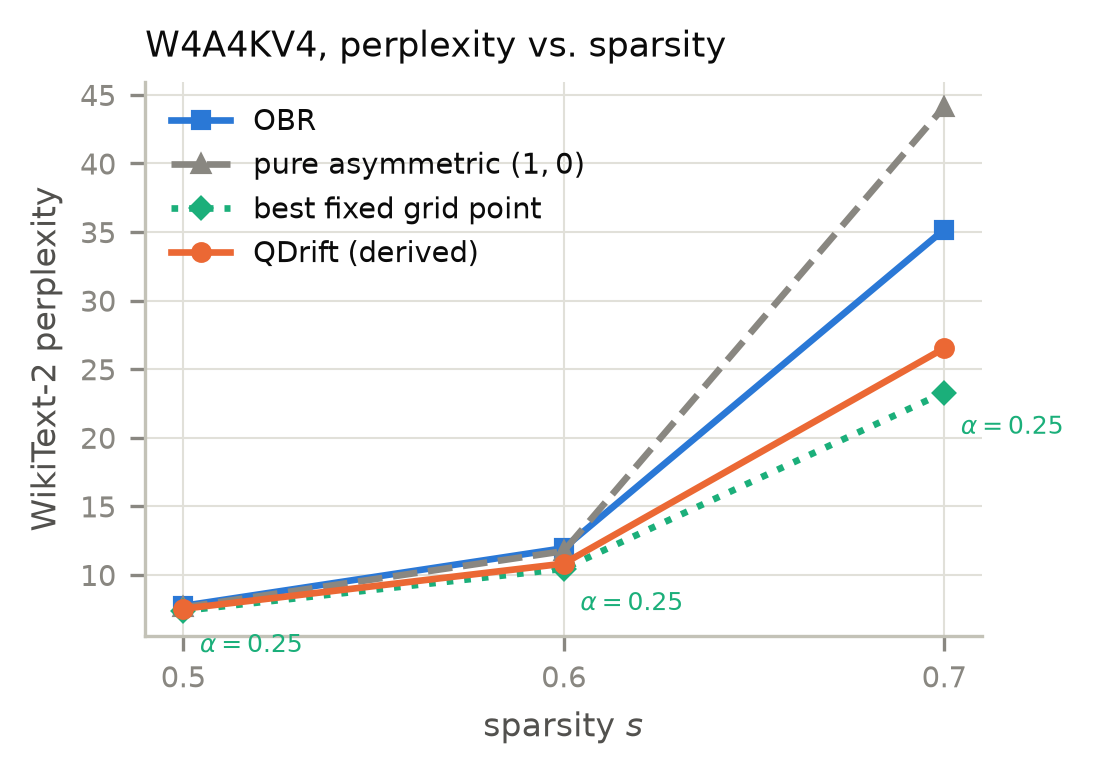 W4A4KV4, perplexity vs. sparsity
45
40
35
30
25
20
15
10
WikiText-2 perplexity
OBR
pure asymmetric (1, 0)
best fixed grid point
QDrift (derived)
α = 0.25
α = 0.25
α = 0.25
0.5 0.6 0.7
sparsity s